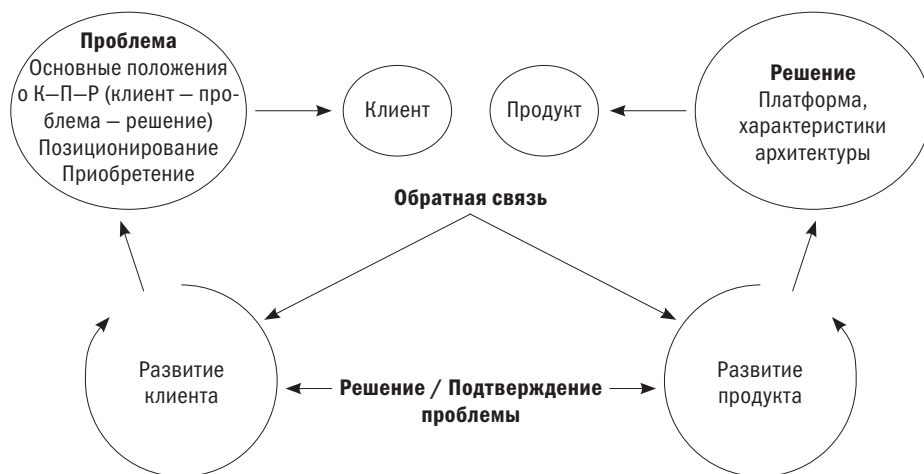 Проблема
Основные положения
о К–П–Р (клиент – про-
блема – решение)
Позиционирование
Приобретение
Клиент
Продукт
Решение
Платформа,
характеристики
архитектуры
Обратная связь
Развитие
клиента
Решение / Подтверждение
проблемы
Развитие
продукта